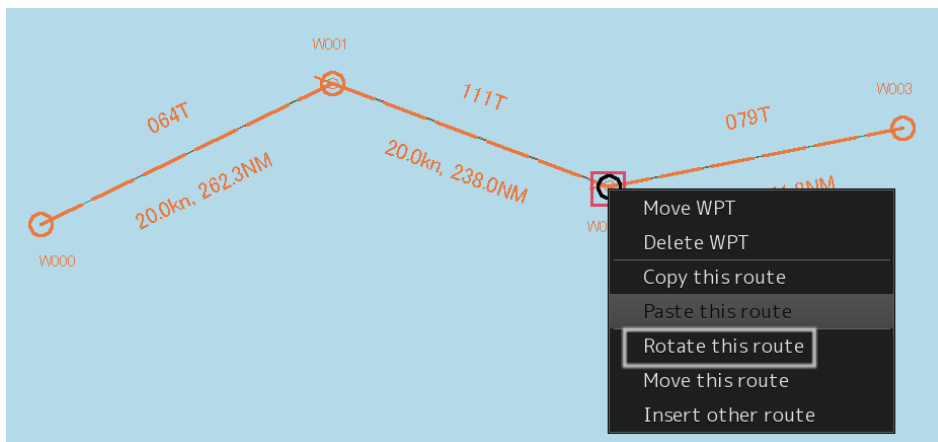 W001
W003
064T
111T
079T
20.0kn, 262.3NM
20.0kn, 238.0NM
W000
Move WPT
Delete WPT
Copy this route
Paste this route
Rotate this route
Move this route
Insert other route